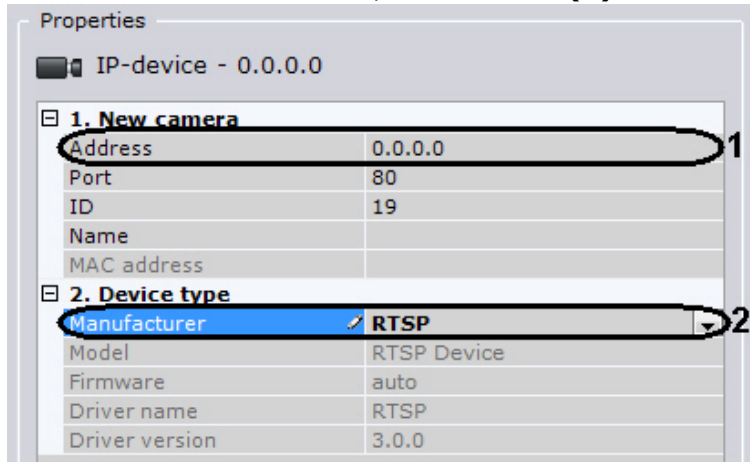 Properties
IP-device - 0.0.0.0
1. New camera
Address 0.0.0.0 1
Port 80
ID 19
Name
MAC address
2. Device type
Manufacturer RTSP 2
Model RTSP Device
Firmware auto
Driver name RTSP
Driver version 3.0.0